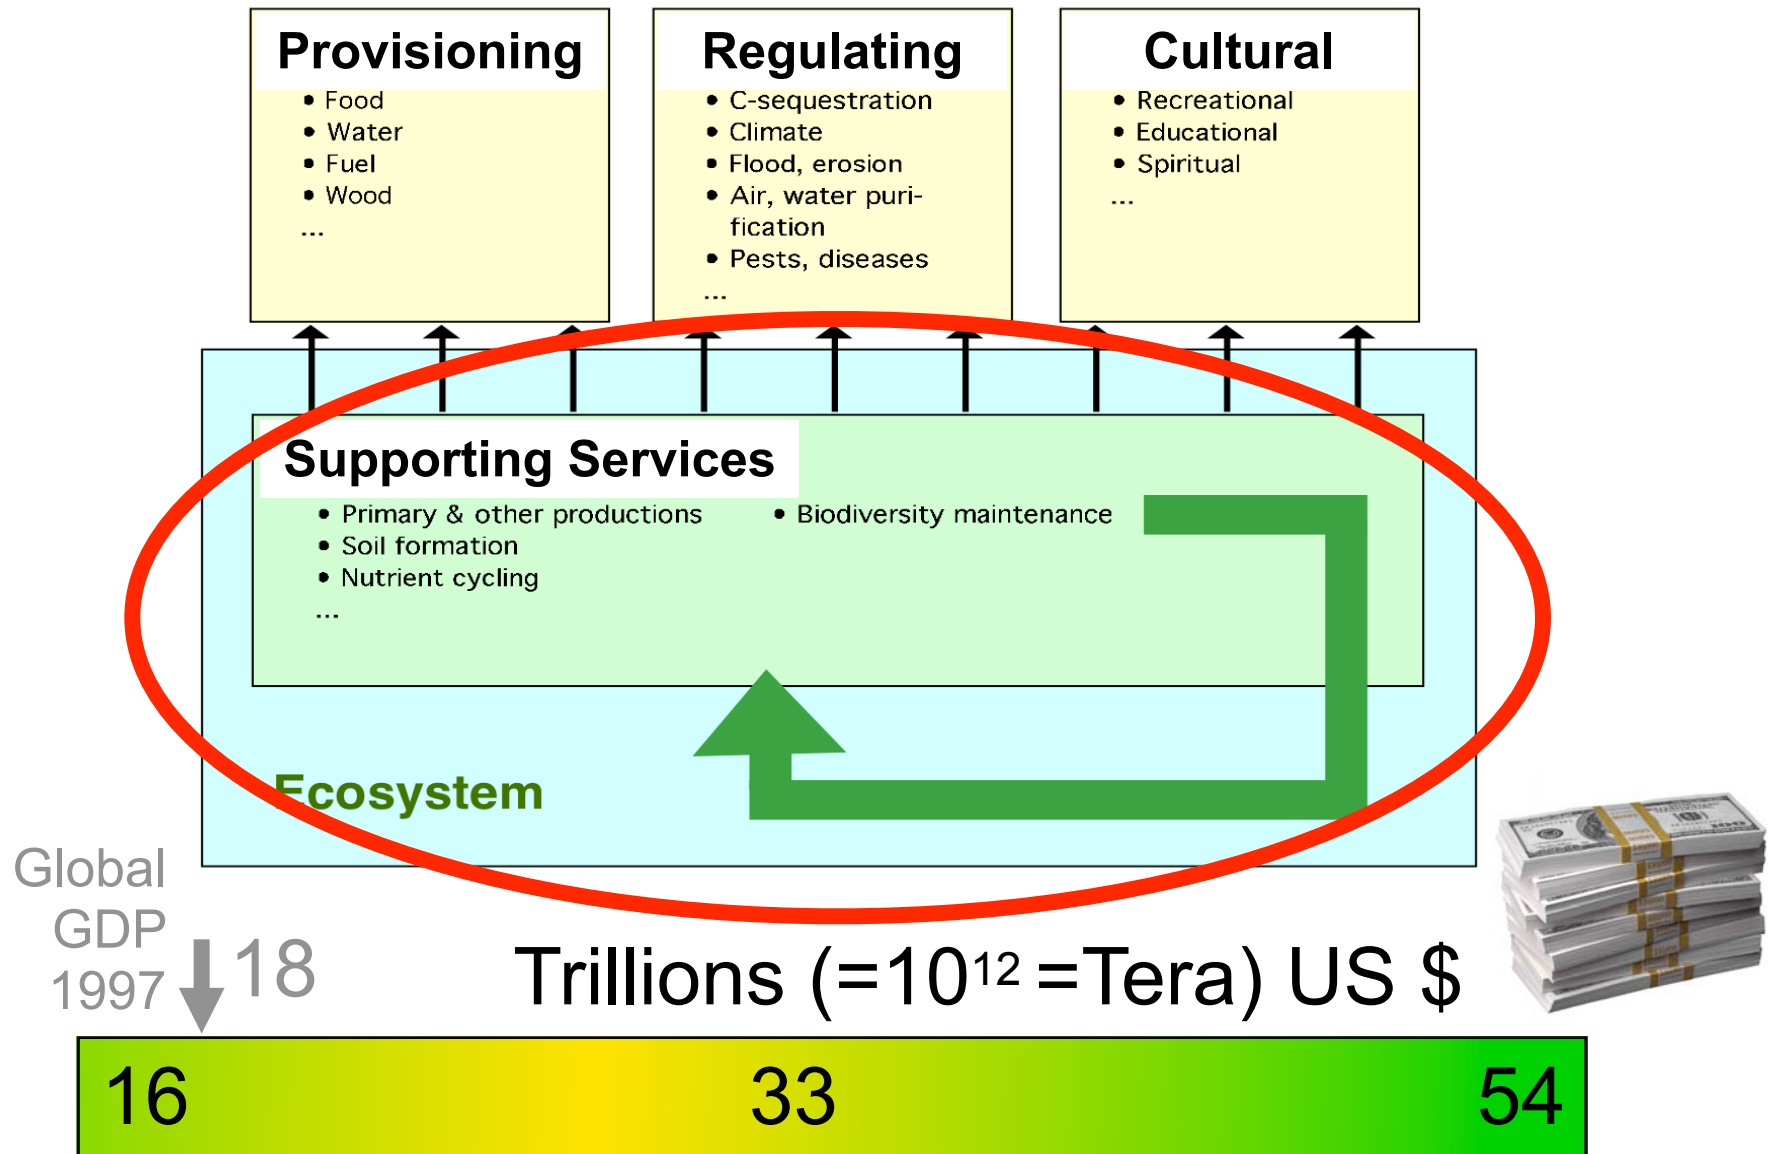 Provisioning
• Food
• Water
• Fuel
• Wood
...
Regulating
• C-sequestration
• Climate
• Flood, erosion
• Air, water puri-
fication
• Pests, diseases
...
Cultural
• Recreational
• Educational
• Spiritual
...
Supporting Services
• Primary & other productions
• Soil formation
• Nutrient cycling
...
• Biodiversity maintenance
Ecosystem
Global
GDP
1997
18
Trillions (=10¹² =Tera) US $
16
33
54